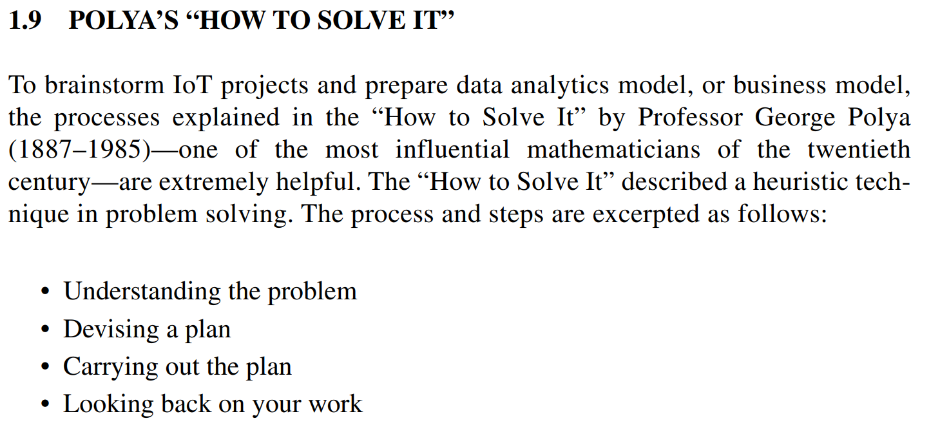 1.9 POLYA’S “HOW TO SOLVE IT”
To brainstorm IoT projects and prepare data analytics model, or business model,
the processes explained in the “How to Solve It” by Professor George Polya
(1887–1985)—one of the most influential mathematicians of the twentieth
century—are extremely helpful. The “How to Solve It” described a heuristic tech-
nique in problem solving. The process and steps are excerpted as follows:
• Understanding the problem
• Devising a plan
• Carrying out the plan
• Looking back on your work